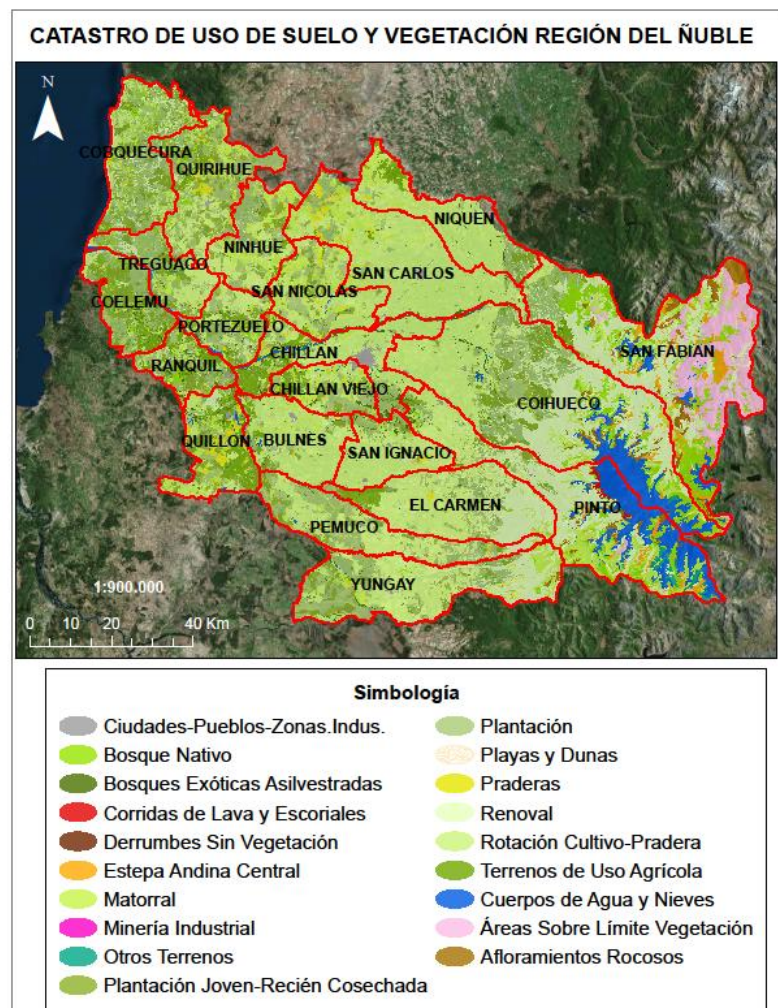 CATASTRO DE USO DE SUELO Y VEGETACIÓN REGIÓN DEL ÑUBLE
N
COBQUECURA
QUIRIHUE
NIQUEN
NINHUE
TREGUACO
SAN CARLOS
SAN NICOLAS
COELEMU
PORTEZUELO
SAN FABIAN
CHILLAN
RANQUIL
CHILLAN VIEJO
COIHUECO
QUILLON
BULNES
SAN IGNACIO
EL CARMEN
PINTO
PEMUCO
YUNGAY
1:900.000
0 10 20 40 Km
Simbología
Ciudades-Pueblos-Zonas.Indus.
Bosque Nativo
Bosques Exóticas Asilvestradas
Corridas de Lava y Escoriales
Derrumbes Sin Vegetación
Estepa Andina Central
Matorral
Minería Industrial
Otros Terrenos
Plantación Joven-Recién Cosechada
Plantación
Playas y Dunas
Praderas
Renoval
Rotación Cultivo-Pradera
Terrenos de Uso Agrícola
Cuerpos de Agua y Nieves
Áreas Sobre Límite Vegetación
Afloramientos Rocosos